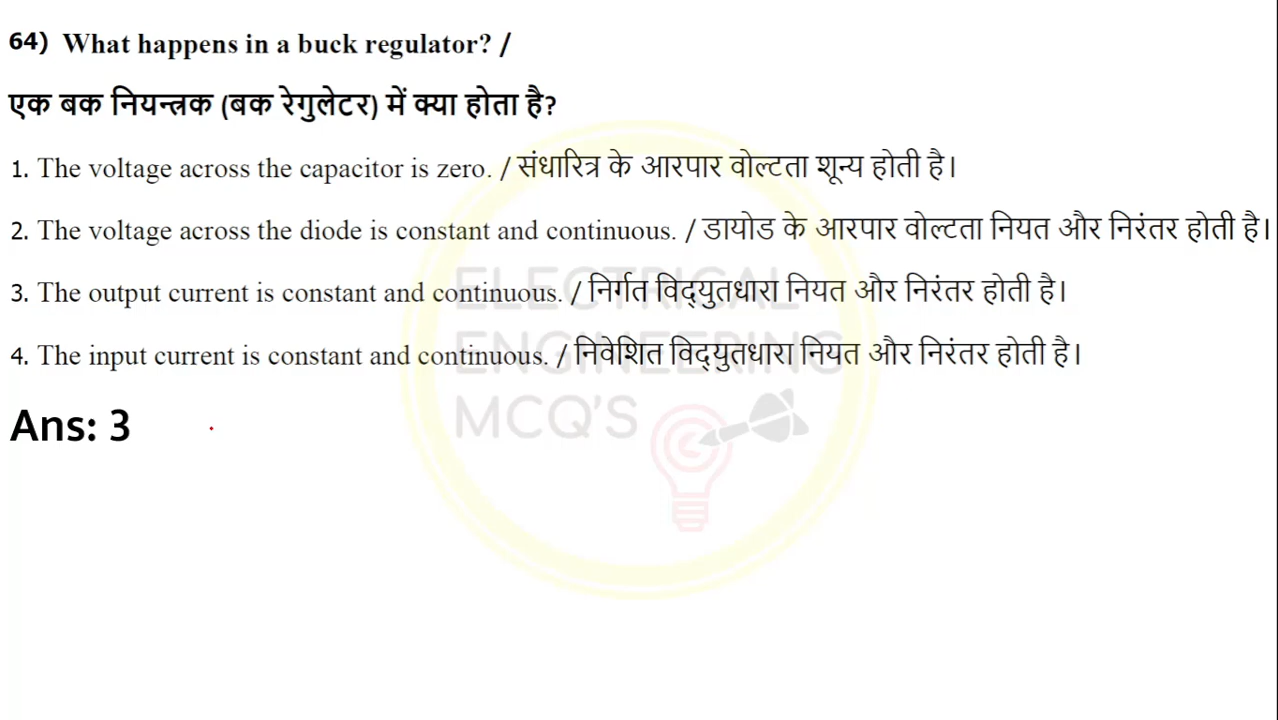 64) What happens in a buck regulator? /
एक बक नियन्त्रक (बक रेगुलेटर) में क्या होता है?
1. The voltage across the capacitor is zero. / संधारित्र के आरपार वोल्टता शून्य होती है।
2. The voltage across the diode is constant and continuous. / डायोड के आरपार वोल्टता नियत और निरंतर होती है।
3. The output current is constant and continuous. / निर्गत विद्युतधारा नियत और निरंतर होती है।
4. The input current is constant and continuous. / निवेशित विद्युतधारा नियत और निरंतर होती है।
Ans: 3
ELECTRICAL
ENGINEERING
MCQ'S